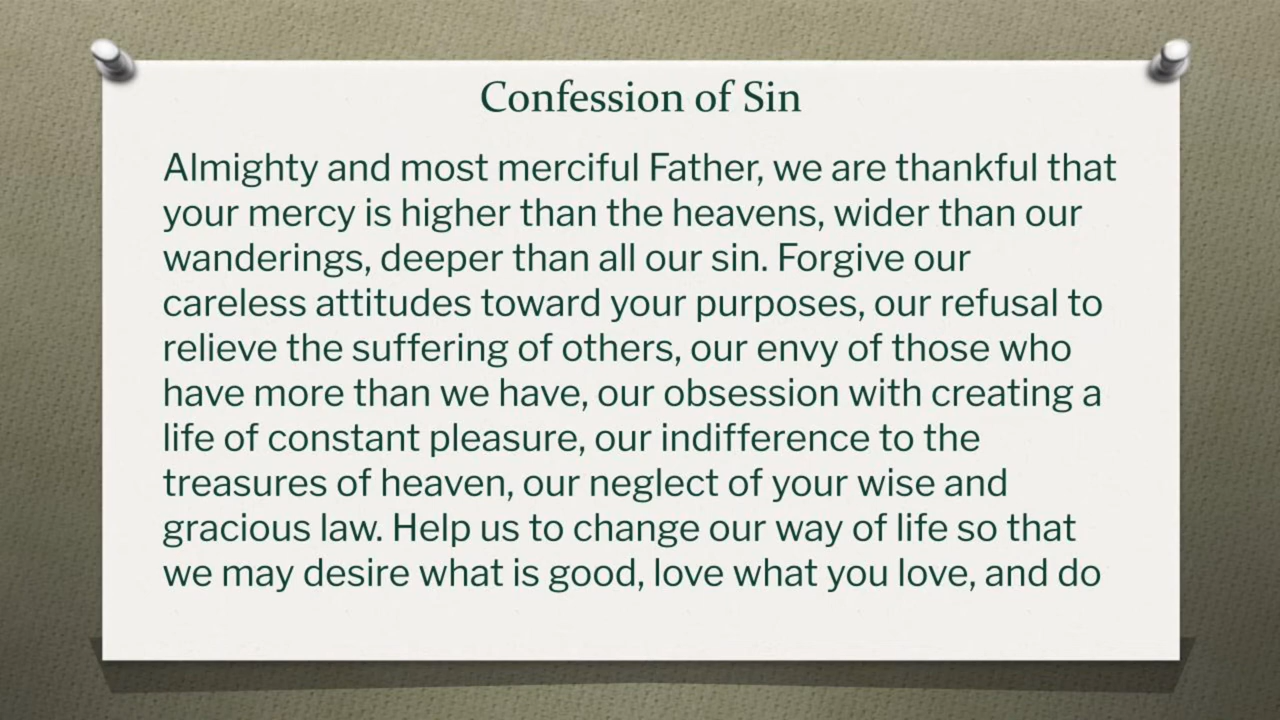 Confession of Sin
Almighty and most merciful Father, we are thankful that
your mercy is higher than the heavens, wider than our
wanderings, deeper than all our sin. Forgive our
careless attitudes toward your purposes, our refusal to
relieve the suffering of others, our envy of those who
have more than we have, our obsession with creating a
life of constant pleasure, our indifference to the
treasures of heaven, our neglect of your wise and
gracious law. Help us to change our way of life so that
we may desire what is good, love what you love, and do